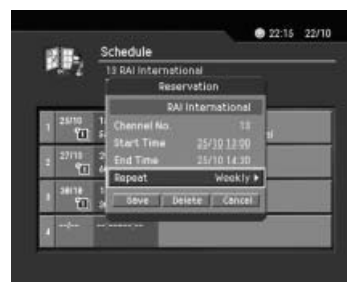 22:15 22/10
Schedule
13 RAI International
Reservation
RAI International
Channel No. 13
Start Time 25/10 13:00
End Time 25/10 14:30
Repeat Weekly
Save Delete Cancel
1 25/10
2 27/10
3
4 --/--